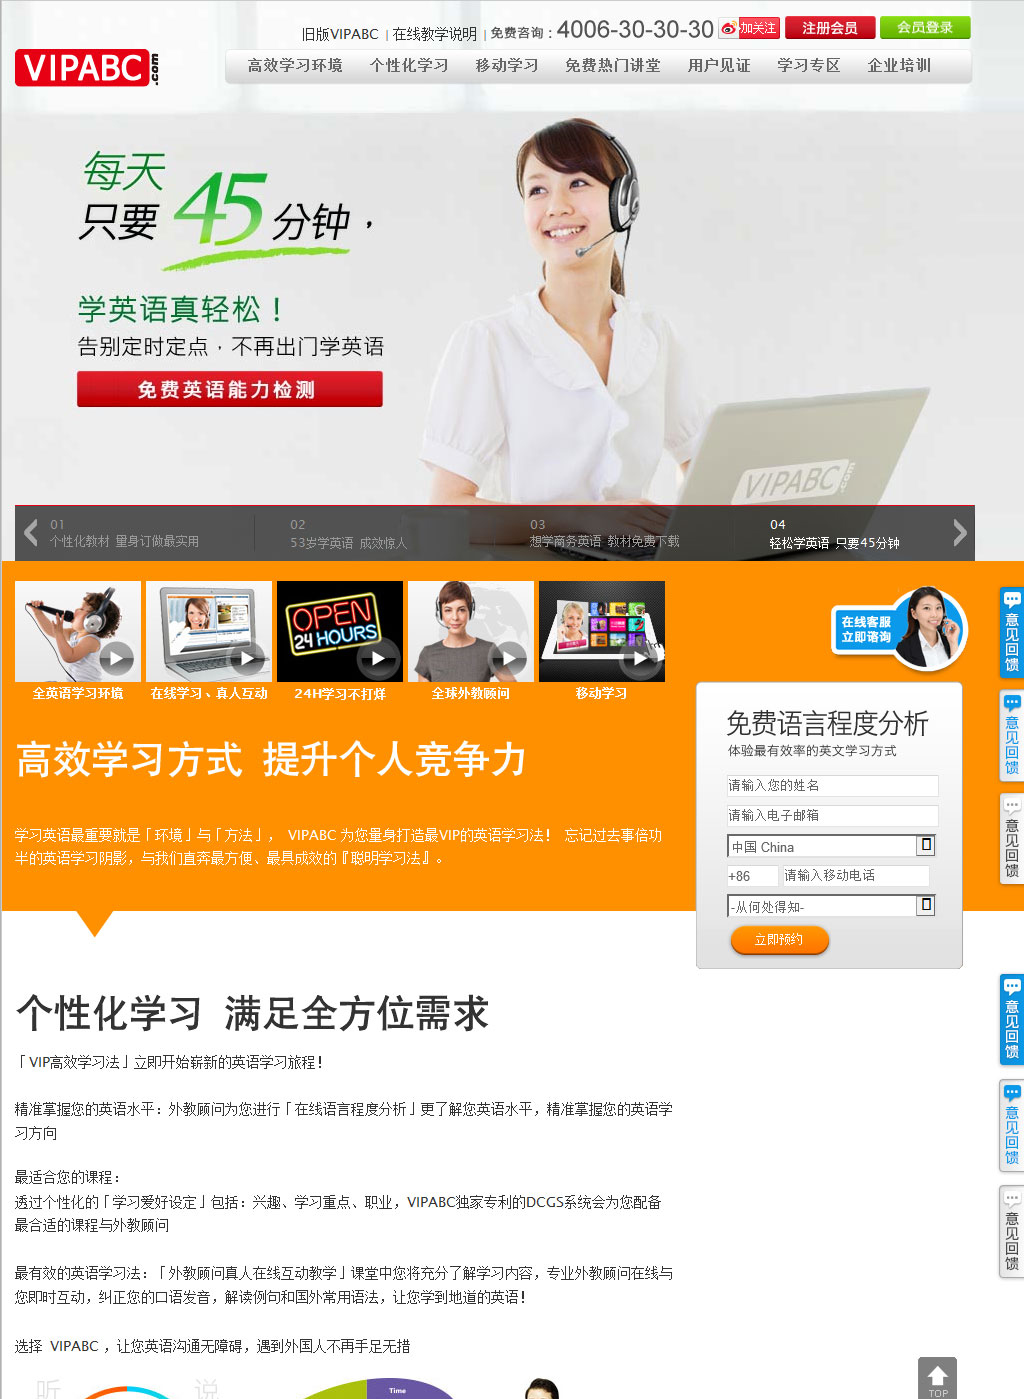 旧版VIPABC | 在线教学说明 | 免费咨询：4006-30-30-30 加关注 注册会员 会员登录
VIPABC.com
高效学习环境 个性化学习 移动学习 免费热门讲堂 用户见证 学习专区 企业培训
每天
只要 45 分钟，
学英语真轻松！
告别定时定点，不再出门学英语
免费英语能力检测
VIPABC.com
01
个性化教材 量身订做最实用
02
53岁学英语 成效惊人
03
想学商务英语 教材免费下载
04
轻松学英语 只要45分钟
OPEN
24 HOURS
全英语学习环境 在线学习、真人互动 24H学习不打烊 全球外教顾问 移动学习
在线客服
立即谘询
高效学习方式 提升个人竞争力
学习英语最重要就是「环境」与「方法」， VIPABC 为您量身打造最VIP的英语学习法！ 忘记过去事倍功
半的英语学习阴影，与我们直奔最方便、最具成效的『聪明学习法』。
免费语言程度分析
体验最有效率的英文学习方式
请输入您的姓名
请输入电子邮箱
中国 China
+86 请输入移动电话
-从何处得知-
立即预约
意见回馈
意见回馈
意见回馈
个性化学习 满足全方位需求
「VIP高效学习法」立即开始崭新的英语学习旅程！
精准掌握您的英语水平：外教顾问为您进行「在线语言程度分析」更了解您英语水平，精准掌握您的英语学
习方向
最适合您的课程：
透过个性化的「学习爱好设定」包括：兴趣、学习重点、职业，VIPABC独家专利的DCGS系统会为您配备
最合适的课程与外教顾问
最有效的英语学习法：「外教顾问真人在线互动教学」课堂中您将充分了解学习内容，专业外教顾问在线与
您即时互动，纠正您的口语发音，解读例句和国外常用语法，让您学到地道的英语！
选择 VIPABC ，让您英语沟通无障碍，遇到外国人不再手足无措
意见回馈
意见回馈
意见回馈
听 说
Time
TOP